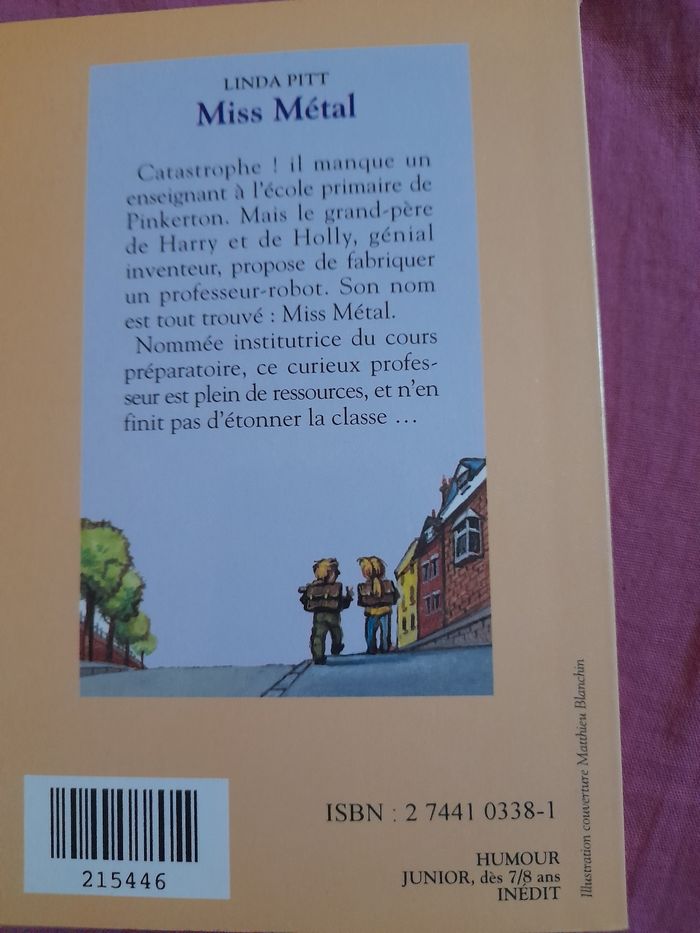 LINDA PITT
Miss Métal
Catastrophe ! il manque un
enseignant à l'école primaire de
Pinkerton. Mais le grand-père
de Harry et de Holly, génial
inventeur, propose de fabriquer
un professeur-robot. Son nom
est tout trouvé : Miss Métal.
Nommée institutrice du cours
préparatoire, ce curieux profes-
seur est plein de ressources, et n'en
finit pas d'étonner la classe ...
Illustration couverture Matthieu Blanchin
215446
ISBN : 2 7441 0338-1
HUMOUR
JUNIOR, dès 7/8 ans
INÉDIT